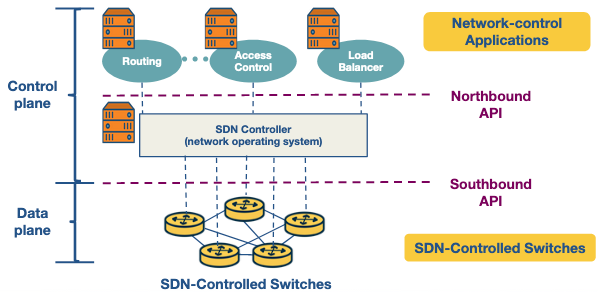 Network-control
Applications
Routing
Access
Control
Load
Balancer
Control
plane
Northbound
API
SDN Controller
(network operating system)
Southbound
API
Data
plane
SDN-Controlled Switches
SDN-Controlled Switches